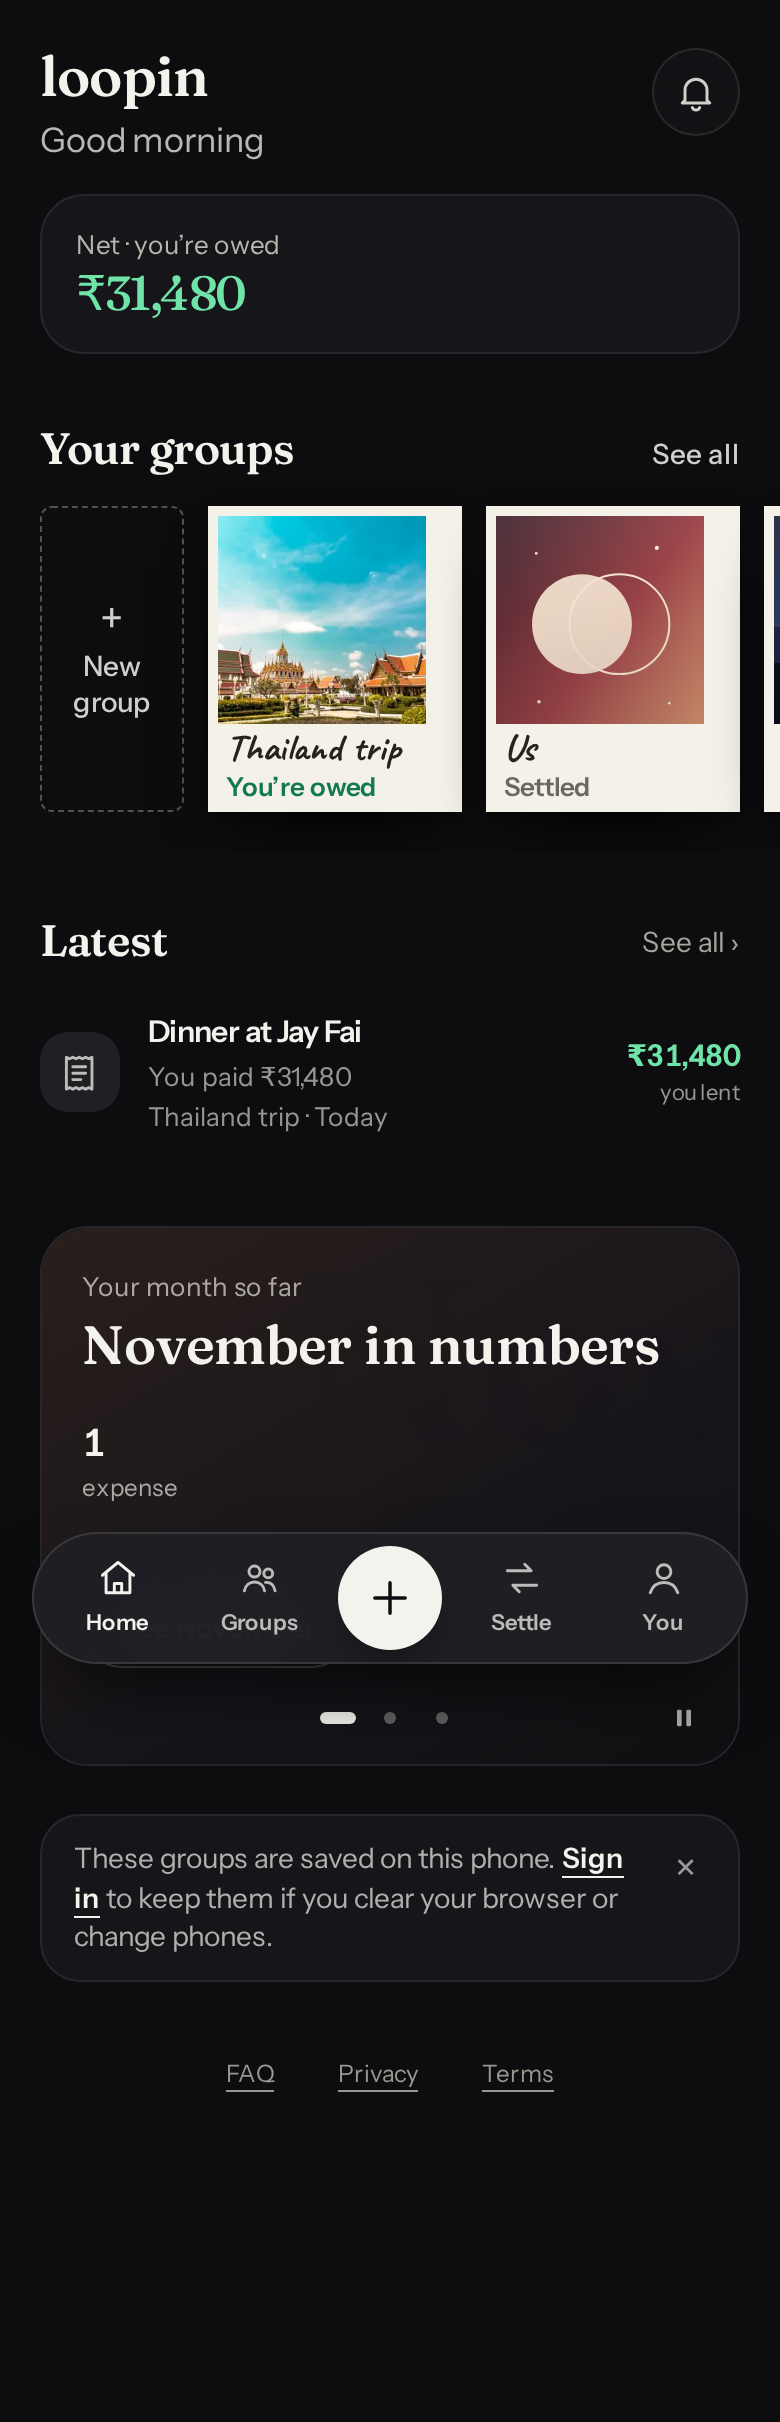 loopin
Good morning
Net · you’re owed
₹31,480
Your groups
See all
+
New
group
Thailand trip
You’re owed
Us
Settled
Latest
See all ›
Dinner at Jay Fai
You paid ₹31,480
Thailand trip · Today
₹31,480
you lent
Your month so far
November in numbers
1
expense
Home
Groups
Settle
You
These groups are saved on this phone. Sign
in to keep them if you clear your browser or
change phones.
FAQ
Privacy
Terms